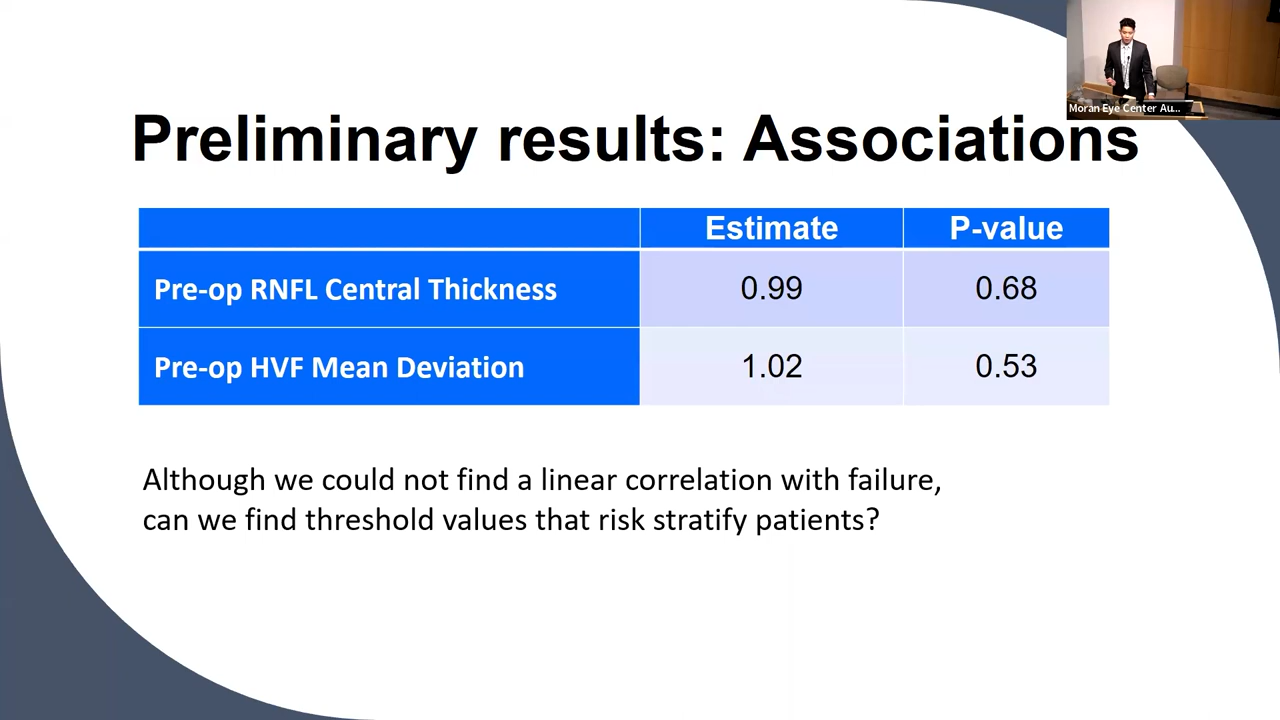 Moran Eye Center Au...
Preliminary results: Associations
Estimate P-value
Pre-op RNFL Central Thickness 0.99 0.68
Pre-op HVF Mean Deviation 1.02 0.53
Although we could not find a linear correlation with failure,
can we find threshold values that risk stratify patients?